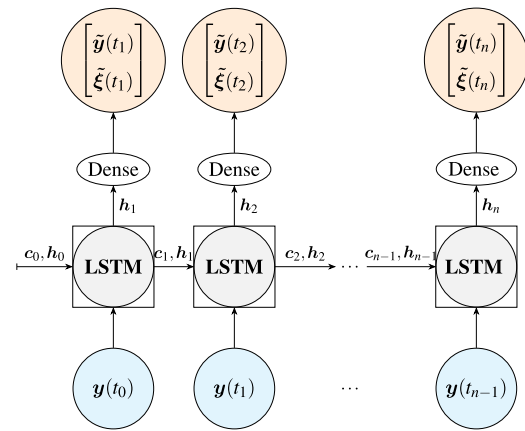 ỹ(t₁) ỹ(t₂) ỹ(tₙ)
ξ̃(t₁) ξ̃(t₂) ξ̃(tₙ)
Dense Dense Dense
h₁ h₂ hₙ
c₀, h₀ c₁, h₁ c₂, h₂ cₙ₋₁, hₙ₋₁
LSTM LSTM ... LSTM
y(t₀) y(t₁) ... y(tₙ₋₁)